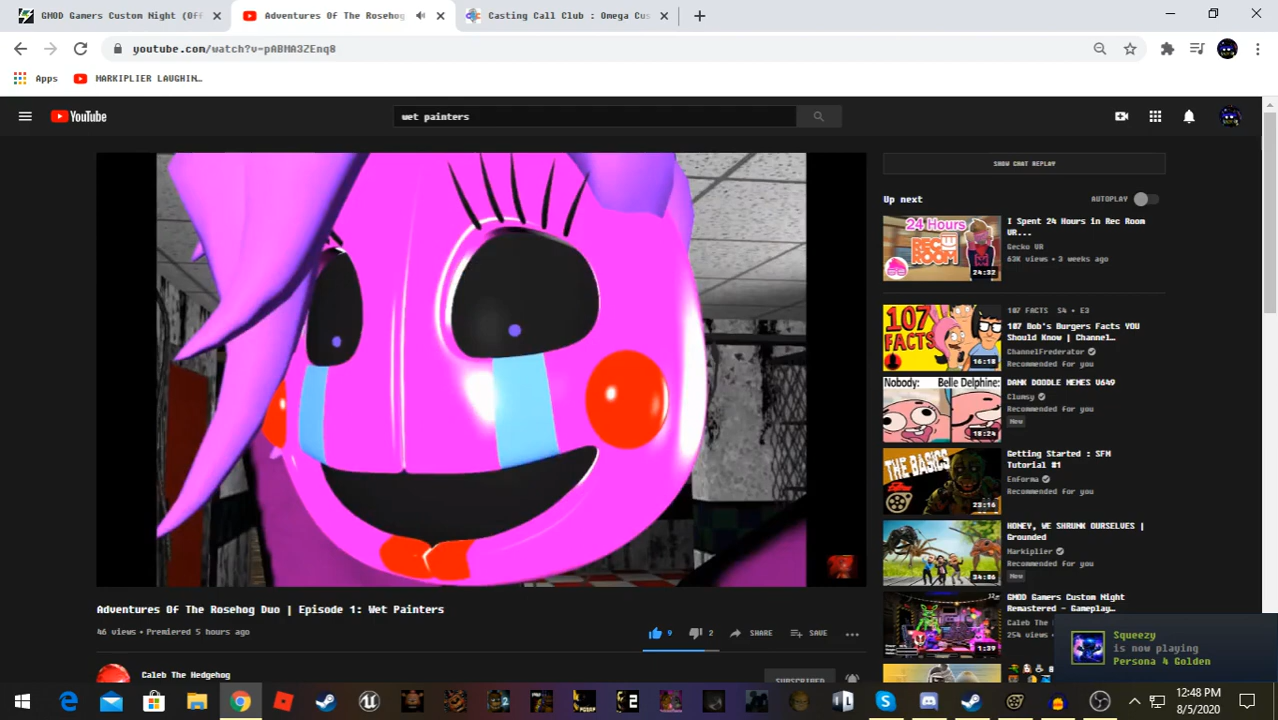 GMOD Gamers Custom Night (Off
Adventures Of The Rosehog
Casting Call Club : Omega Cus
youtube.com/watch?v=pABMA3ZEnq8
Apps
MARKIPLIER LAUGHIN...
YouTube
wet painters
SHOW CHAT REPLAY
Up next
AUTOPLAY
24 Hours
REC ROOM
24:32
I Spent 24 Hours in Rec Room
VR...
Gecko VR
63K views • 3 weeks ago
107 FACTS
16:18
107 FACTS S4 • E3
107 Bob's Burgers Facts YOU
Should Know | Channel…
ChannelFrederator
Recommended for you
Nobody: Belle Delphine:
18:24
DANK DOODLE MEMES V649
Clumsy
Recommended for you
New
THE BASICS
23:16
Getting Started : SFM
Tutorial #1
Enforma
Recommended for you
34:06
HONEY, WE SHRUNK OURSELVES |
Grounded
Markiplier
Recommended for you
New
1:39
GMOD Gamers Custom Night
Remastered - Gameplay…
Caleb The
254 views
Squeezy
is now playing
Persona 4 Golden
Adventures Of The Rosehog Duo | Episode 1: Wet Painters
46 views • Premiered 5 hours ago
9
2
SHARE
SAVE
Caleb The Hedgehog
SUBSCRIBED
12:48 PM
8/5/2020